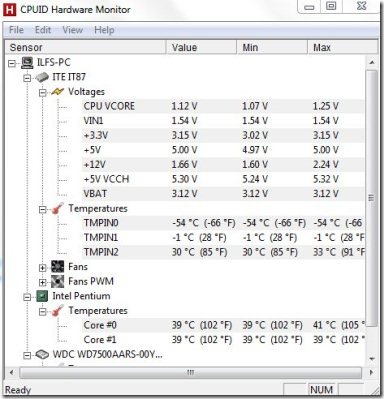 H CPUID Hardware Monitor
File Edit View Help
Sensor Value Min Max
ILFS-PC
ITE IT87
Voltages
CPU VCORE 1.12 V 1.07 V 1.25 V
VIN1 1.54 V 1.54 V 1.54 V
+3.3V 3.15 V 3.02 V 3.15 V
+5V 5.00 V 4.97 V 5.00 V
+12V 1.66 V 1.60 V 2.24 V
+5V VCCH 5.30 V 5.24 V 5.32 V
VBAT 3.12 V 3.12 V 3.12 V
Temperatures
TMPIN0 -54 °C (-66 °F) -54 °C (-66 °F) -54 °C (-66 °F)
TMPIN1 -1 °C (28 °F) -1 °C (28 °F) -1 °C (28 °F)
TMPIN2 30 °C (85 °F) 30 °C (85 °F) 33 °C (91 °F
Fans
Fans PWM
Intel Pentium
Temperatures
Core #0 39 °C (102 °F) 39 °C (102 °F) 41 °C (105 °
Core #1 39 °C (102 °F) 39 °C (102 °F) 39 °C (102 °
WDC WD7500AARS-00Y...
Ready NUM